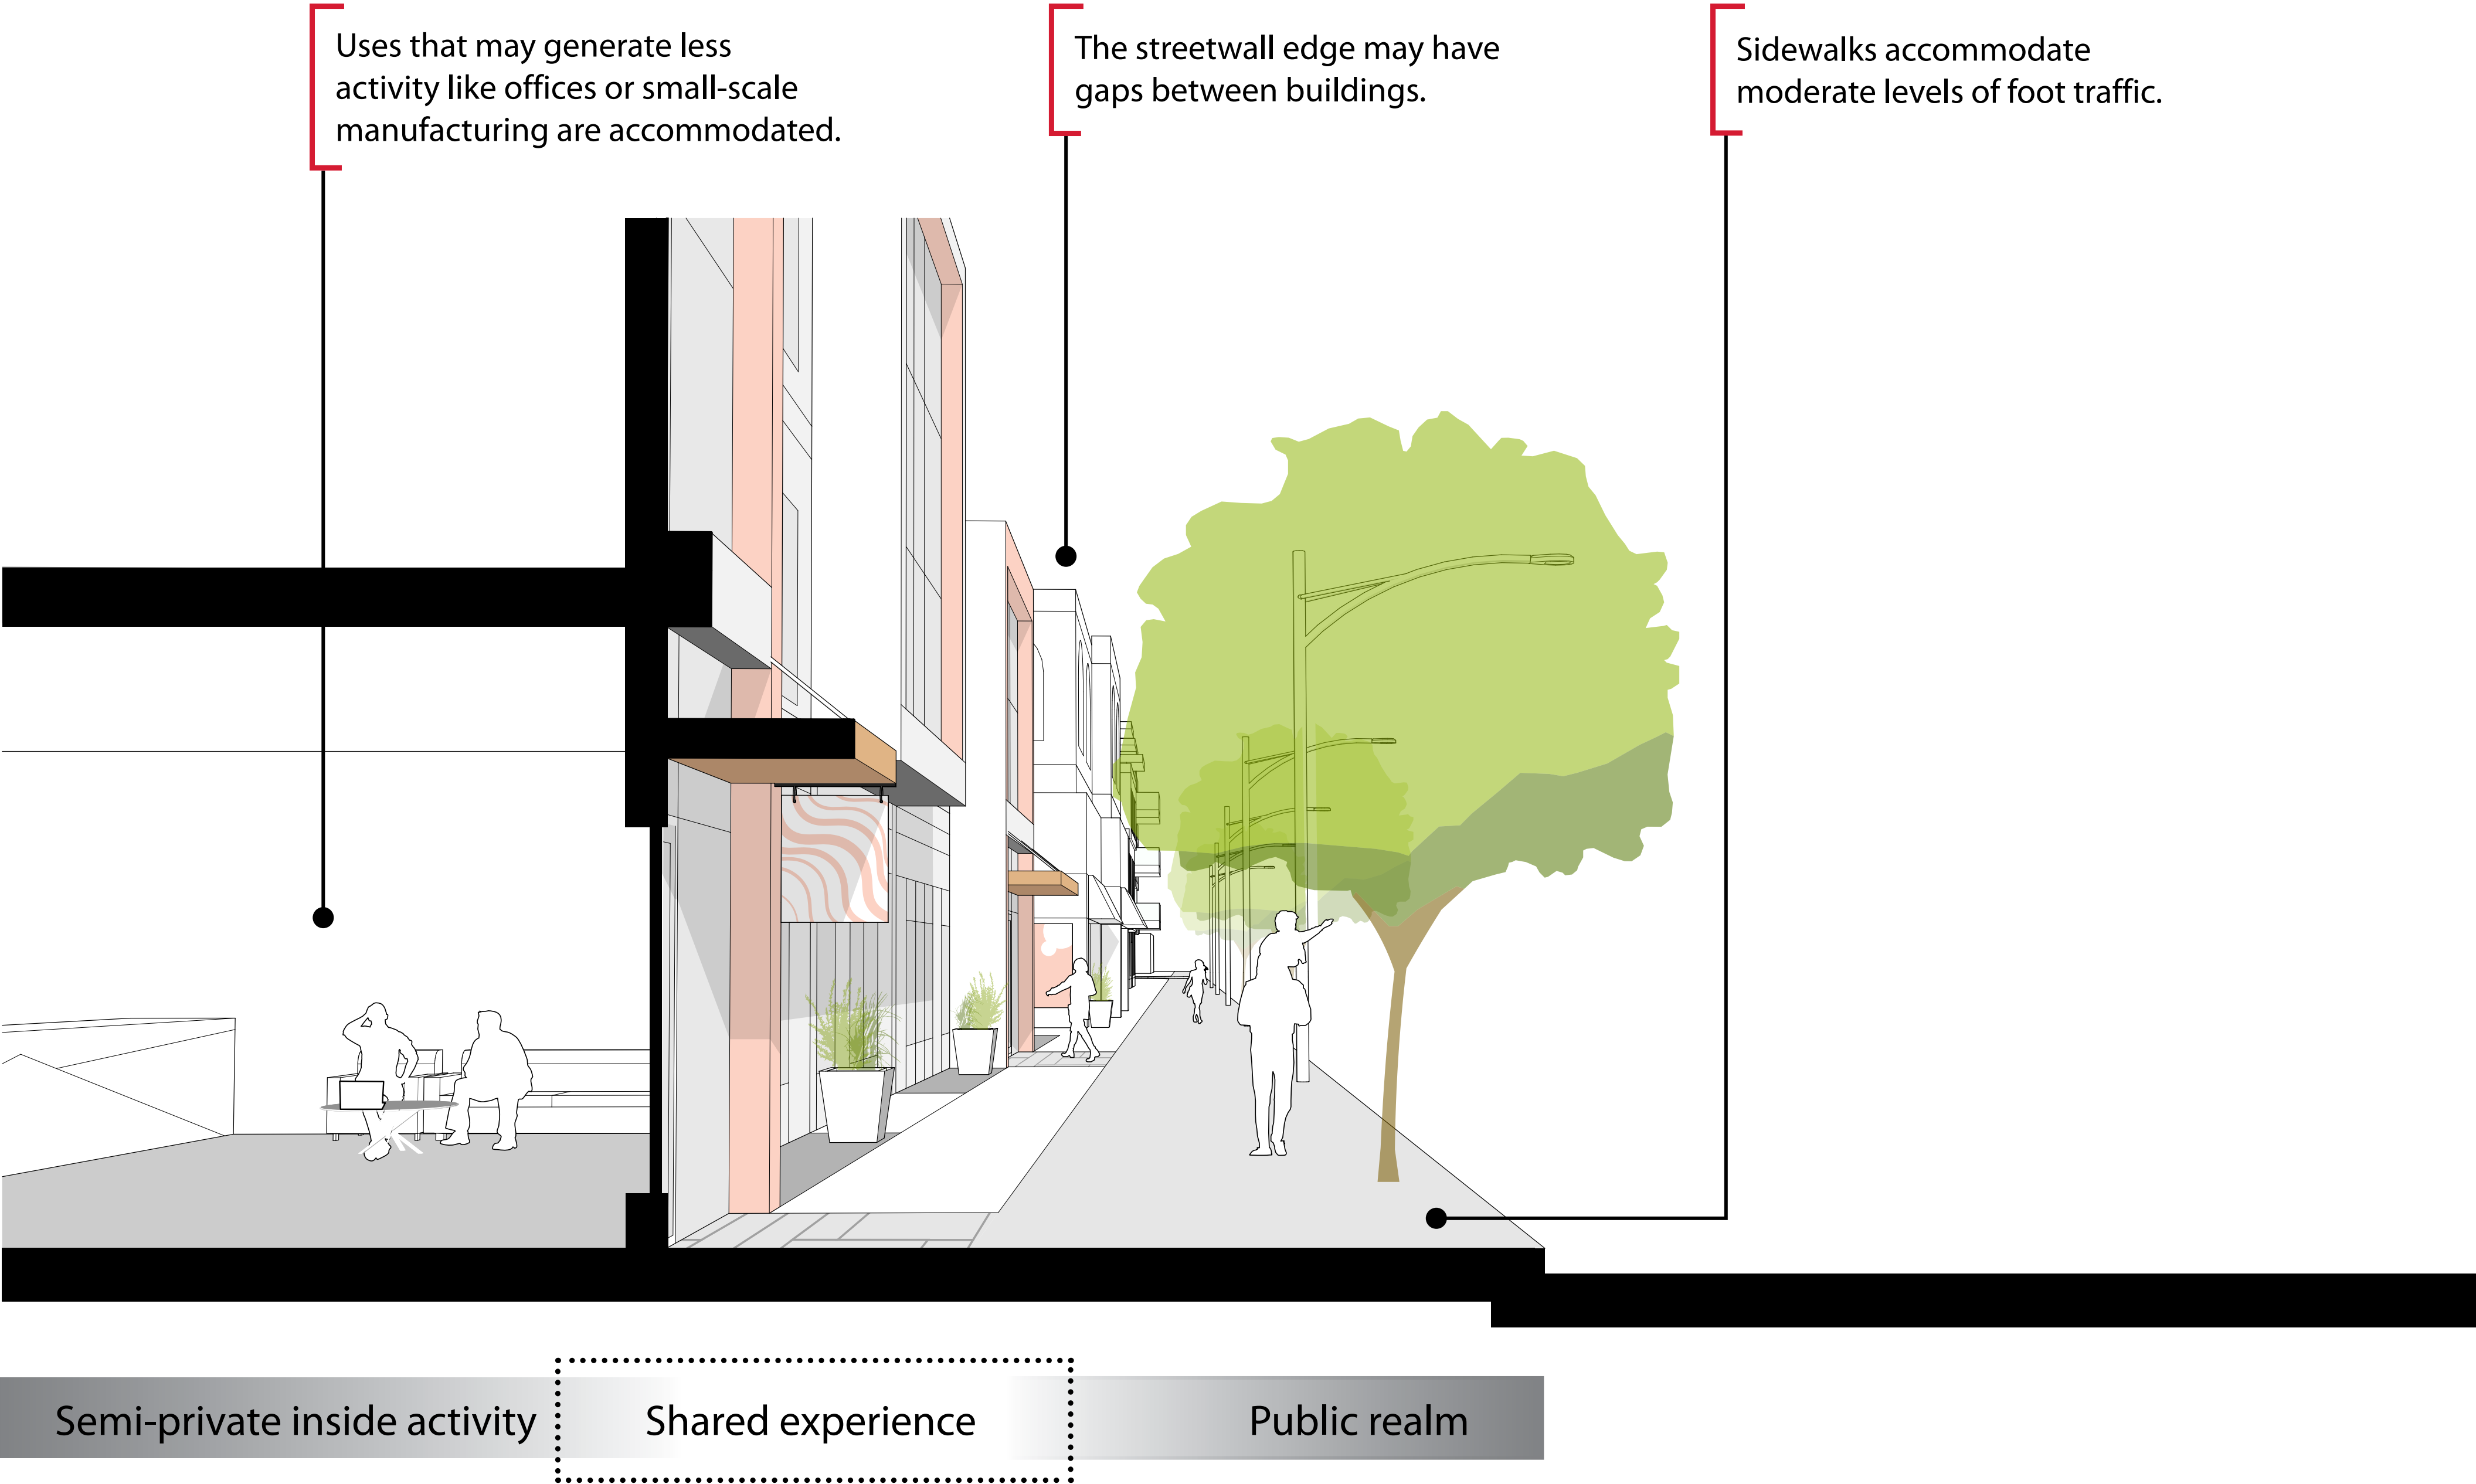 Uses that may generate less
activity like offices or small-scale
manufacturing are accommodated.
The streetwall edge may have
gaps between buildings.
Sidewalks accommodate
moderate levels of foot traffic.
Semi-private inside activity
Shared experience
Public realm